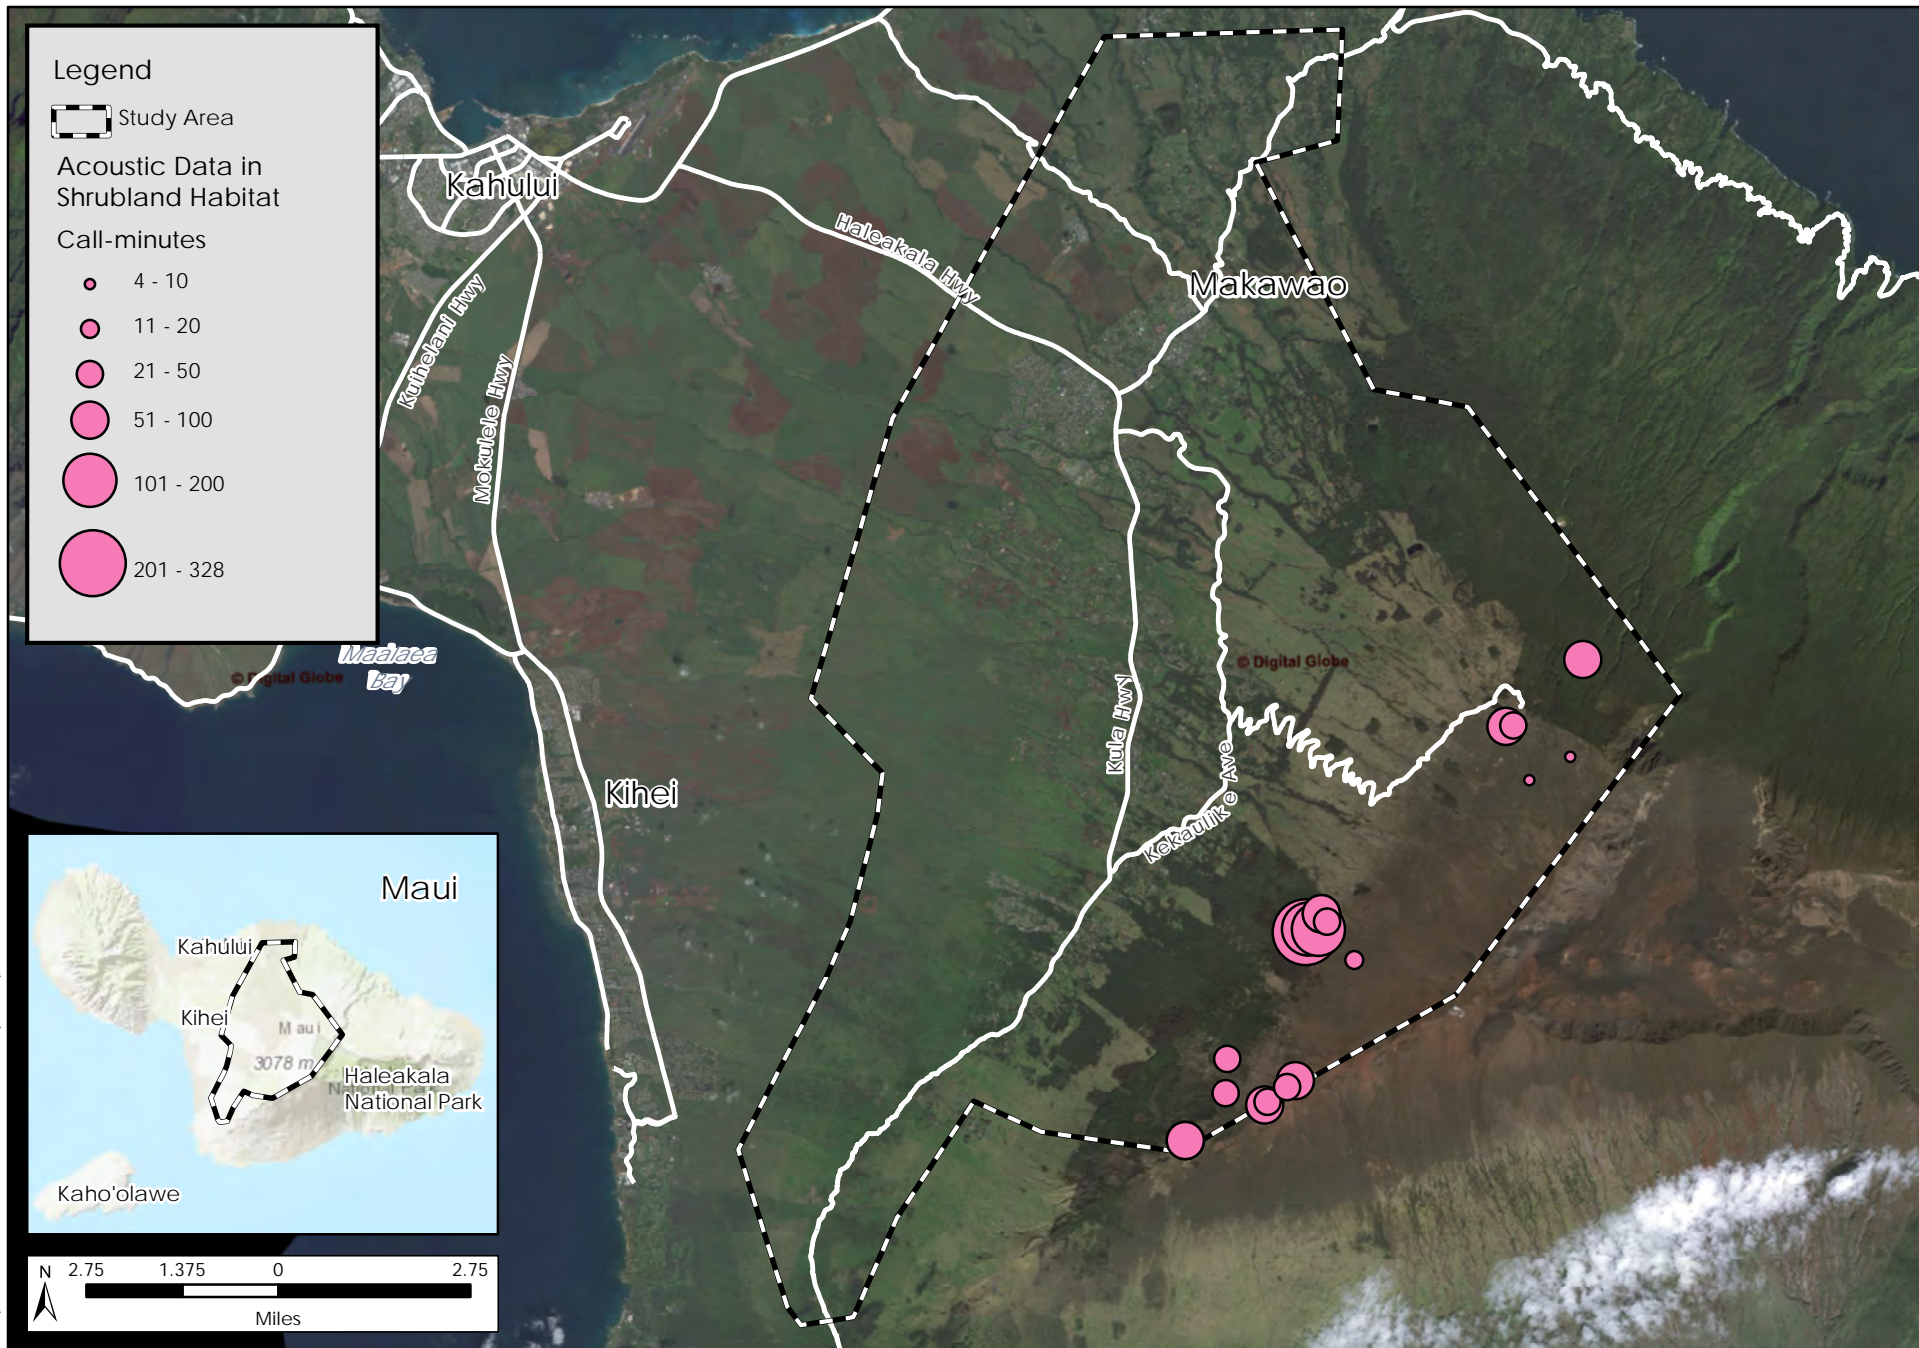 Legend
Study Area
Acoustic Data in
Shrubland Habitat
Call-minutes
4 - 10
11 - 20
21 - 50
51 - 100
101 - 200
201 - 328
Kahului
Haleakala Hwy
Makawao
Kuihelani Hwy
Mokulele Hwy
Maalaea
Bay
© Digital Globe
© Digital Globe
Kula Hwy
Kekaulike Ave
Kihei
Maui
Kahului
Kihei
Maui
3078 m
Haleakala
National Park
National Park
Kaho'olawe
N
2.75 1.375 0 2.75
Miles